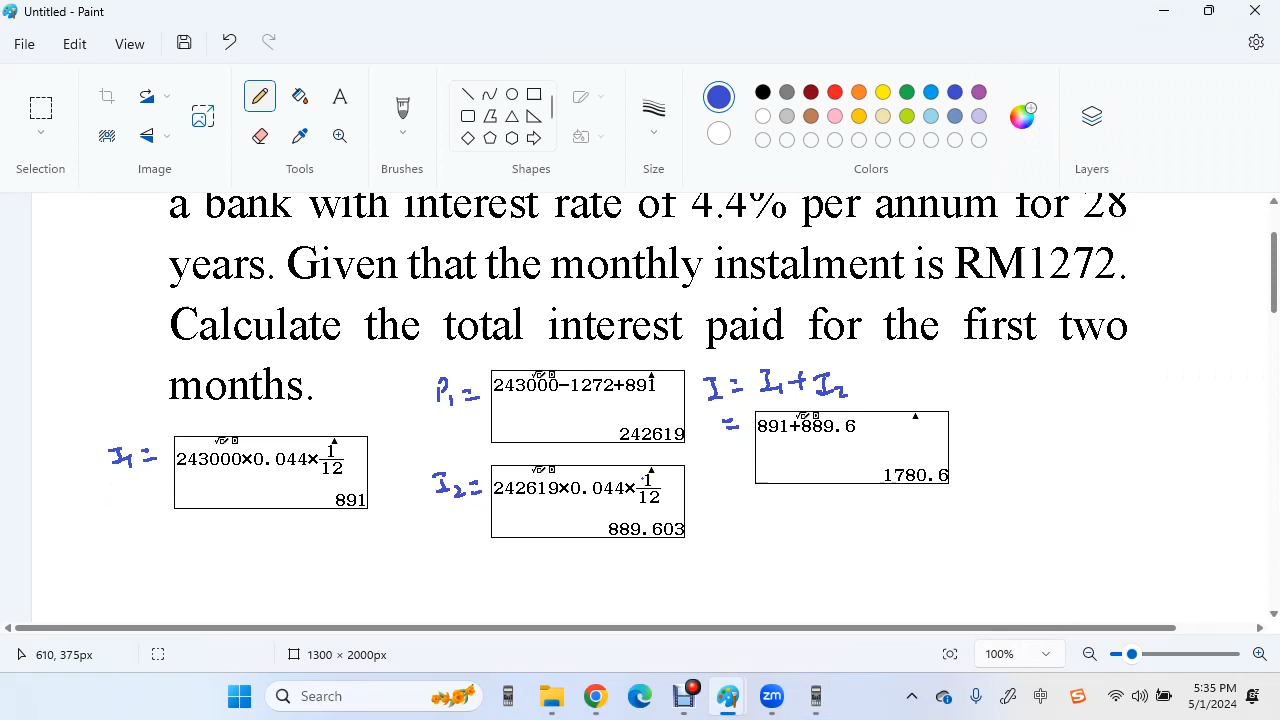 Untitled - Paint
File Edit View
Selection Image Tools Brushes Shapes Size Colors Layers
a bank with interest rate of 4.4% per annum for 28
years. Given that the monthly instalment is RM1272.
Calculate the total interest paid for the first two
months.
I₁ =
243000×0.044×1/12
891
P₁ =
243000−1272+891
242619
I₂ =
242619×0.044×1/12
889.603
I = I₁ + I₂
=
891+889.6
1780.6
610, 375px
1300 × 2000px
100%
Search
zm
中
5:35 PM
5/1/2024